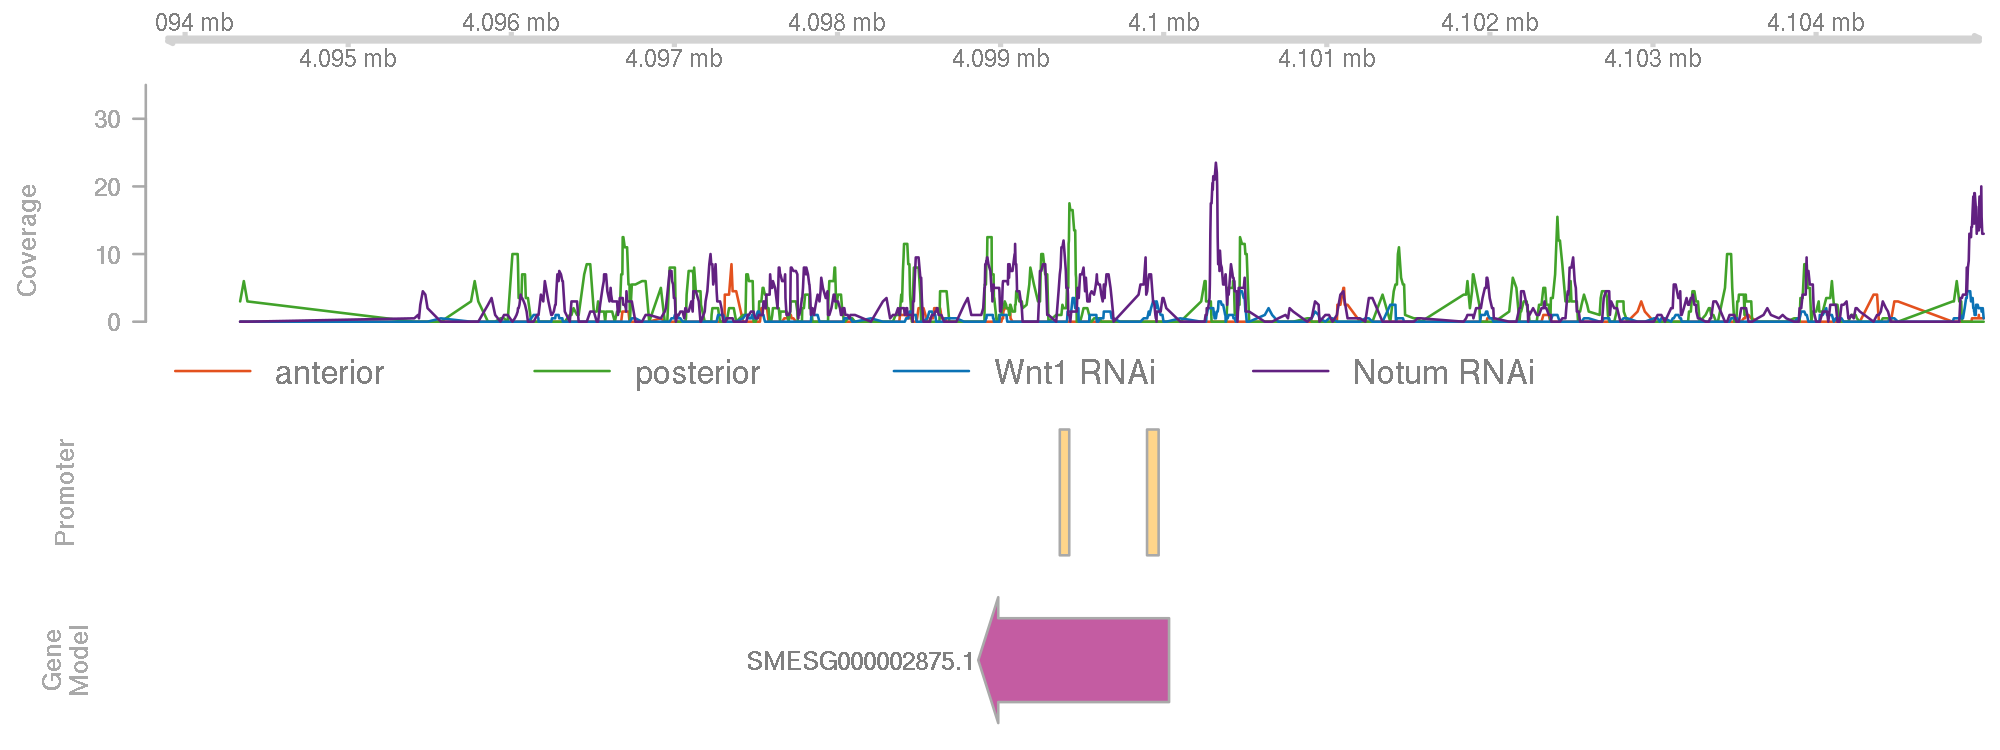 094 mb 4.096 mb 4.098 mb 4.1 mb 4.102 mb 4.104 mb
4.095 mb 4.097 mb 4.099 mb 4.101 mb 4.103 mb
Coverage
30
20
10
0
anterior posterior Wnt1 RNAi Notum RNAi
Promoter
Gene
Model
SMESG000002875.1